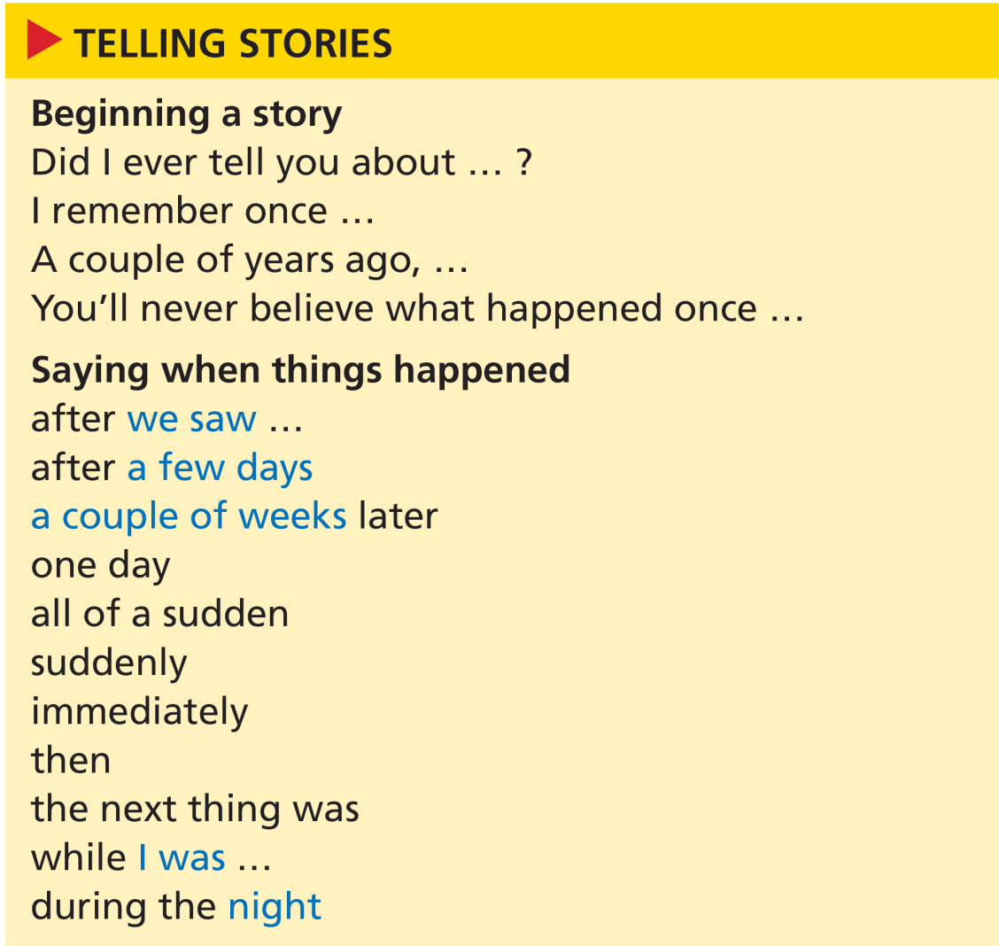 TELLING STORIES
Beginning a story
Did I ever tell you about … ?
I remember once …
A couple of years ago, …
You’ll never believe what happened once …
Saying when things happened
after we saw …
after a few days
a couple of weeks later
one day
all of a sudden
suddenly
immediately
then
the next thing was
while I was …
during the night